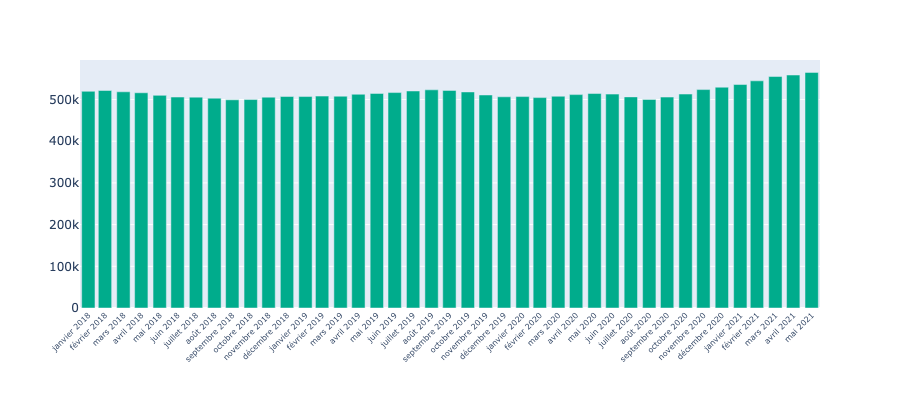 500k
400k
300k
200k
100k
0
janvier 2018
février 2018
mars 2018
avril 2018
mai 2018
juin 2018
juillet 2018
août 2018
septembre 2018
octobre 2018
novembre 2018
décembre 2018
janvier 2019
février 2019
mars 2019
avril 2019
mai 2019
juin 2019
juillet 2019
août 2019
septembre 2019
octobre 2019
novembre 2019
décembre 2019
janvier 2020
février 2020
mars 2020
avril 2020
mai 2020
juin 2020
juillet 2020
août 2020
septembre 2020
octobre 2020
novembre 2020
décembre 2020
janvier 2021
février 2021
mars 2021
avril 2021
mai 2021